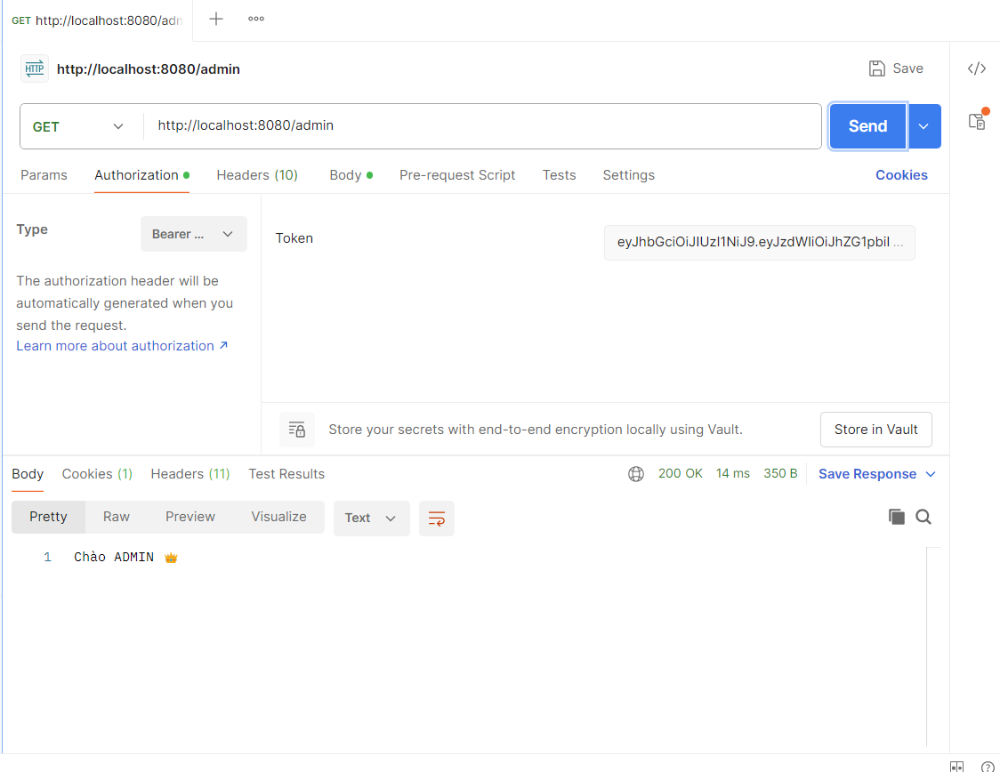 GET http://localhost:8080/adm
HTTP http://localhost:8080/admin
Save
GET http://localhost:8080/admin
Send
Params Authorization Headers (10) Body Pre-request Script Tests Settings Cookies
Type Bearer ...
The authorization header will be
automatically generated when you
send the request.
Learn more about authorization ↗
Token eyJhbGciOiJIUzI1NiJ9.eyJzdWIiOiJhZG1pbiI ...
Store your secrets with end-to-end encryption locally using Vault. Store in Vault
Body Cookies (1) Headers (11) Test Results 200 OK 14 ms 350 B Save Response
Pretty Raw Preview Visualize Text
1 Chào ADMIN 👑